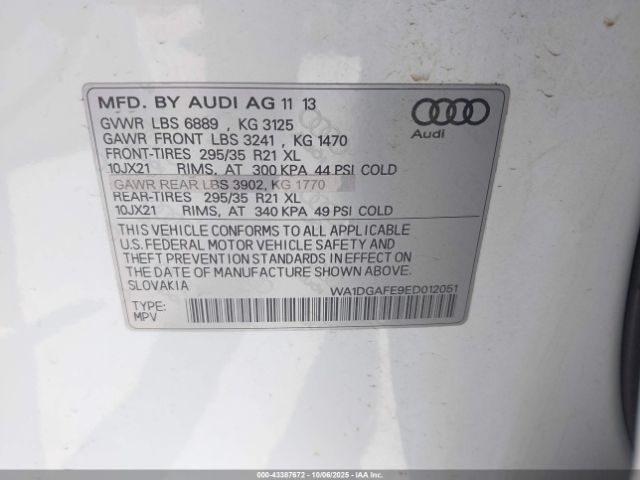 MFD. BY AUDI AG 11 13
GVWR LBS 6889 , KG 3125
GAWR FRONT LBS 3241 , KG 1470
FRONT-TIRES 295/35 R21 XL
10JX21 RIMS, AT 300 KPA 44 PSI COLD
GAWR REAR LBS 3902, KG 1770
REAR-TIRES 295/35 R21 XL
10JX21 RIMS, AT 340 KPA 49 PSI COLD
Audi
THIS VEHICLE CONFORMS TO ALL APPLICABLE
U.S. FEDERAL MOTOR VEHICLE SAFETY AND
THEFT PREVENTION STANDARDS IN EFFECT ON
THE DATE OF MANUFACTURE SHOWN ABOVE.
SLOVAKIA
WA1DGAFE9ED012051
TYPE:
MPV
000-43387672 - 10/06/2025 - IAAI.COM